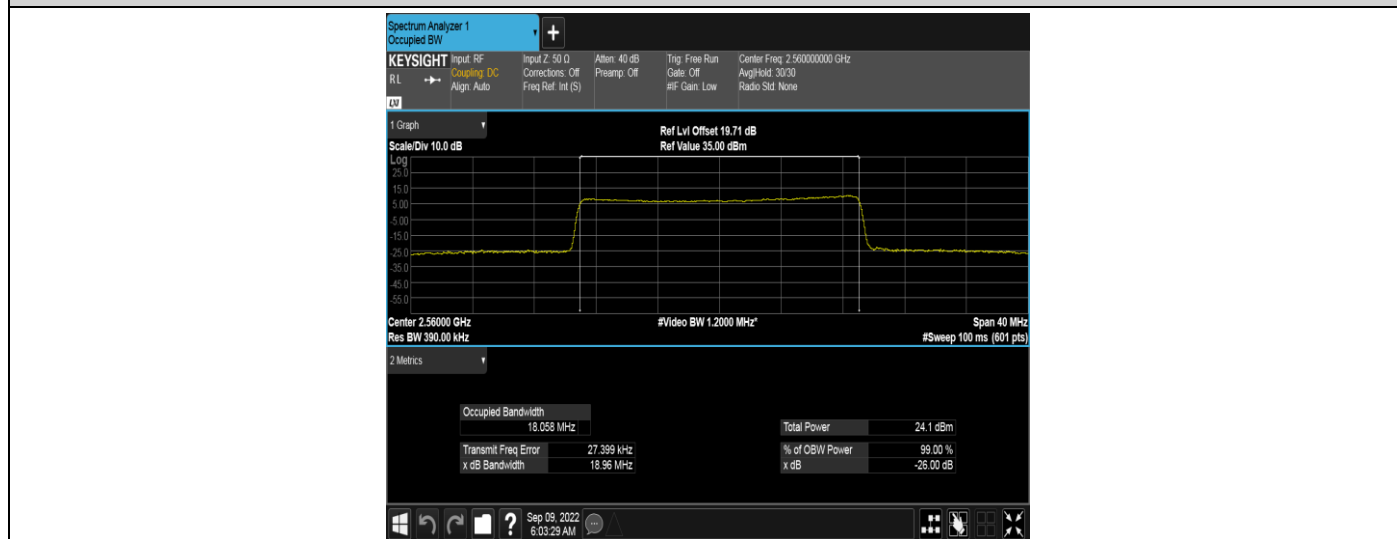 Spectrum Analyzer 1
Occupied BW
+
KEYSIGHT Input: RF Input Z: 50 Ω Atten: 40 dB Trig: Free Run Center Freq: 2.560000000 GHz
RL Coupling: DC Corrections: Off Preamp: Off Gate: Off Avg|Hold: 30/30
Align: Auto Freq Ref: Int (S) #IF Gain: Low Radio Std: None
LXI
1 Graph
Ref Lvl Offset 19.71 dB
Scale/Div 10.0 dB Ref Value 35.00 dBm
Log
25.0
15.0
5.00
-5.00
-15.0
-25.0
-35.0
-45.0
-55.0
Center 2.56000 GHz #Video BW 1.2000 MHz* Span 40 MHz
Res BW 390.00 kHz #Sweep 100 ms (601 pts)
2 Metrics
Occupied Bandwidth
18.058 MHz Total Power 24.1 dBm
Transmit Freq Error 27.399 kHz % of OBW Power 99.00 %
x dB Bandwidth 18.96 MHz x dB -26.00 dB
? Sep 09, 2022
6:03:29 AM